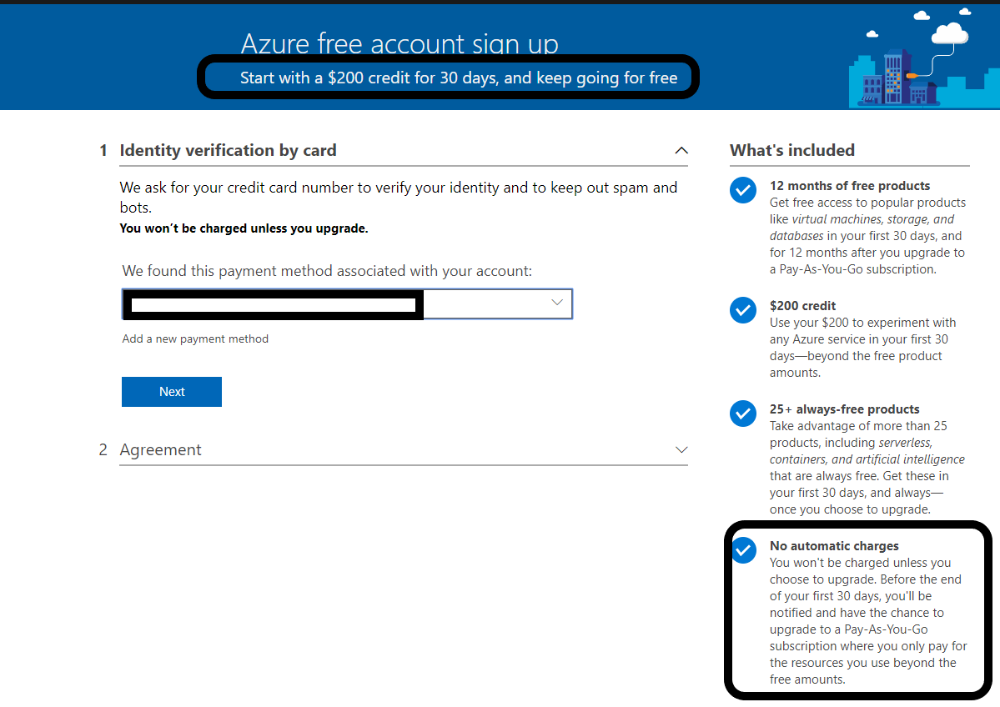 Azure free account sign up
Start with a $200 credit for 30 days, and keep going for free
1 Identity verification by card
We ask for your credit card number to verify your identity and to keep out spam and
bots.
You won’t be charged unless you upgrade.
We found this payment method associated with your account:
Add a new payment method
Next
2 Agreement
What's included
12 months of free products
Get free access to popular products
like virtual machines, storage, and
databases in your first 30 days, and
for 12 months after you upgrade to
a Pay-As-You-Go subscription.
$200 credit
Use your $200 to experiment with
any Azure service in your first 30
days—beyond the free product
amounts.
25+ always-free products
Take advantage of more than 25
products, including serverless,
containers, and artificial intelligence
that are always free. Get these in
your first 30 days, and always—
once you choose to upgrade.
No automatic charges
You won't be charged unless you
choose to upgrade. Before the end
of your first 30 days, you'll be
notified and have the chance to
upgrade to a Pay-As-You-Go
subscription where you only pay for
the resources you use beyond the
free amounts.